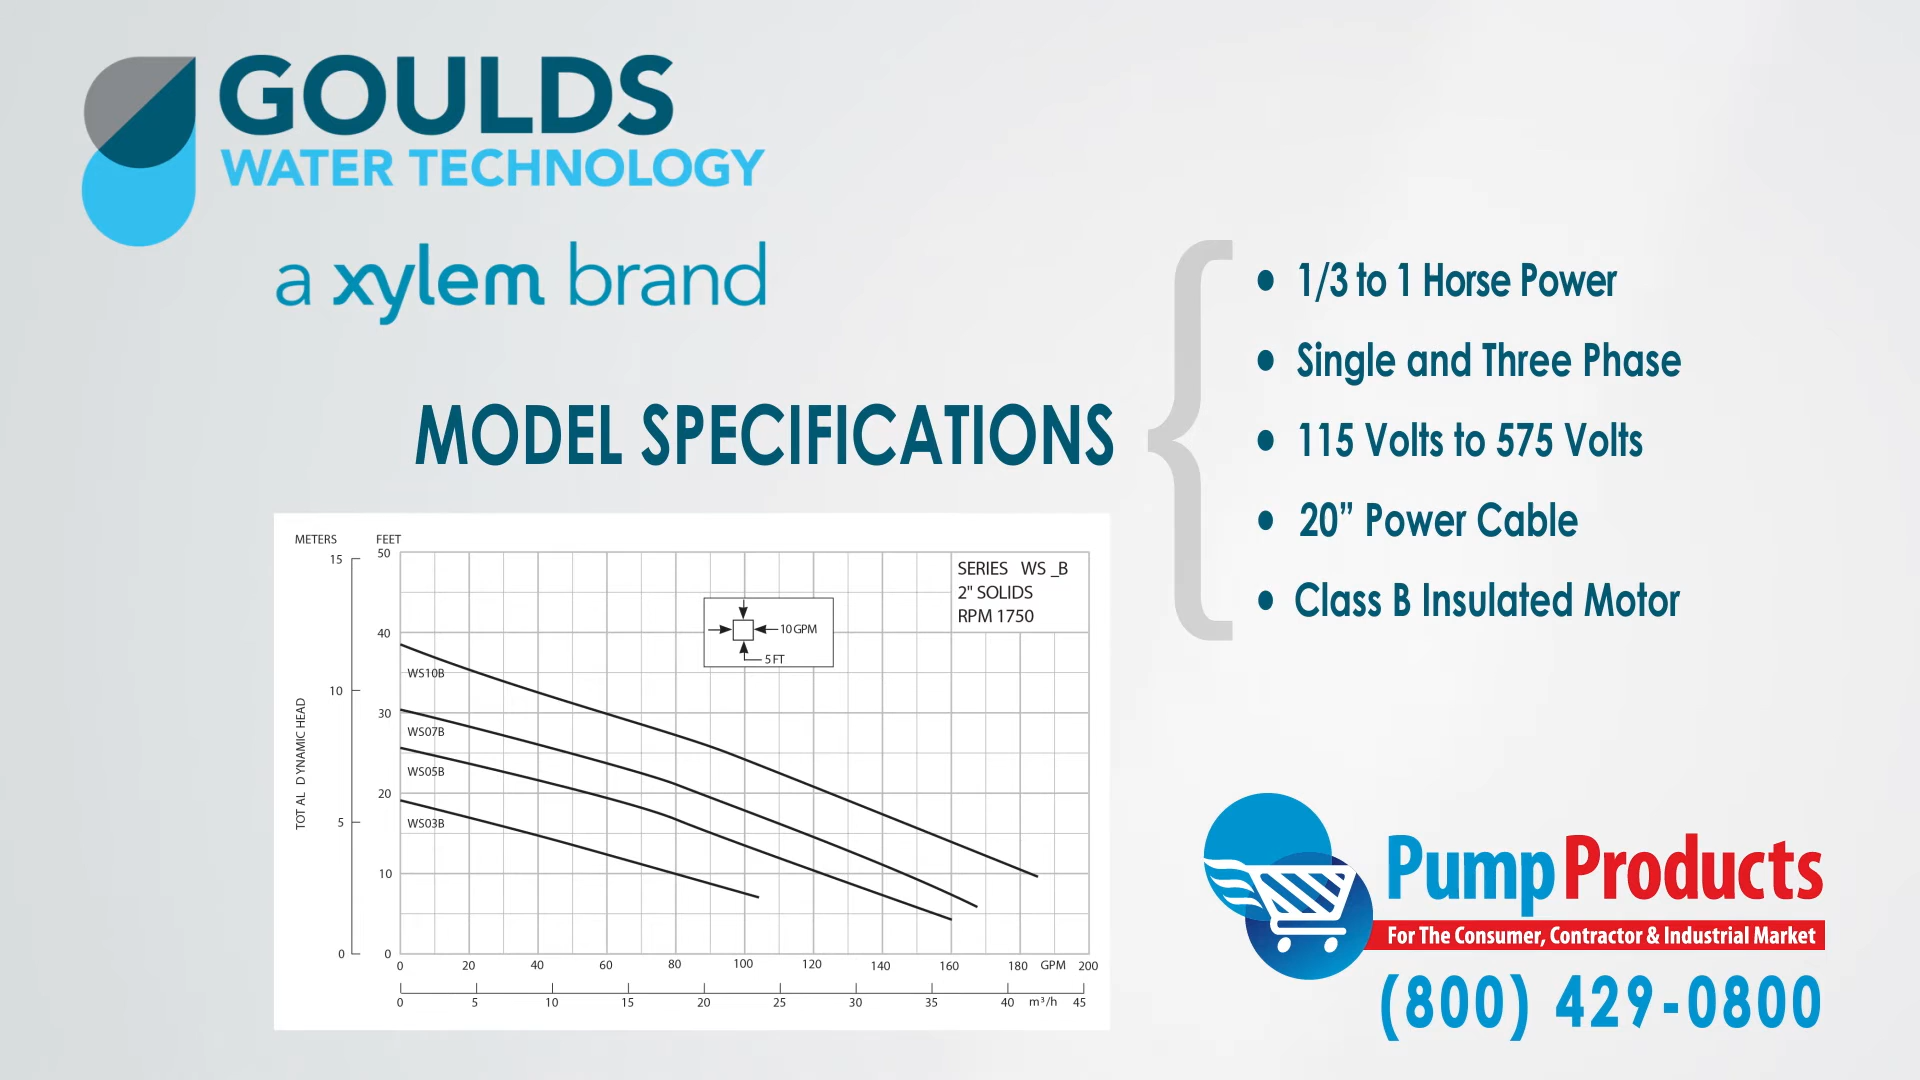 GOULDS
WATER TECHNOLOGY
a xylem brand
MODEL SPECIFICATIONS
• 1/3 to 1 Horse Power
• Single and Three Phase
• 115 Volts to 575 Volts
• 20” Power Cable
• Class B Insulated Motor
METERS FEET
SERIES WS _B
2" SOLIDS
RPM 1750
10 GPM
5 FT
TOTAL DYNAMIC HEAD
15
10
5
0
50
40
30
20
10
0
WS10B
WS07B
WS05B
WS03B
0 20 40 60 80 100 120 140 160 180 GPM 200
0 5 10 15 20 25 30 35 40 m³/h 45
Pump Products
For The Consumer, Contractor & Industrial Market
(800) 429-0800